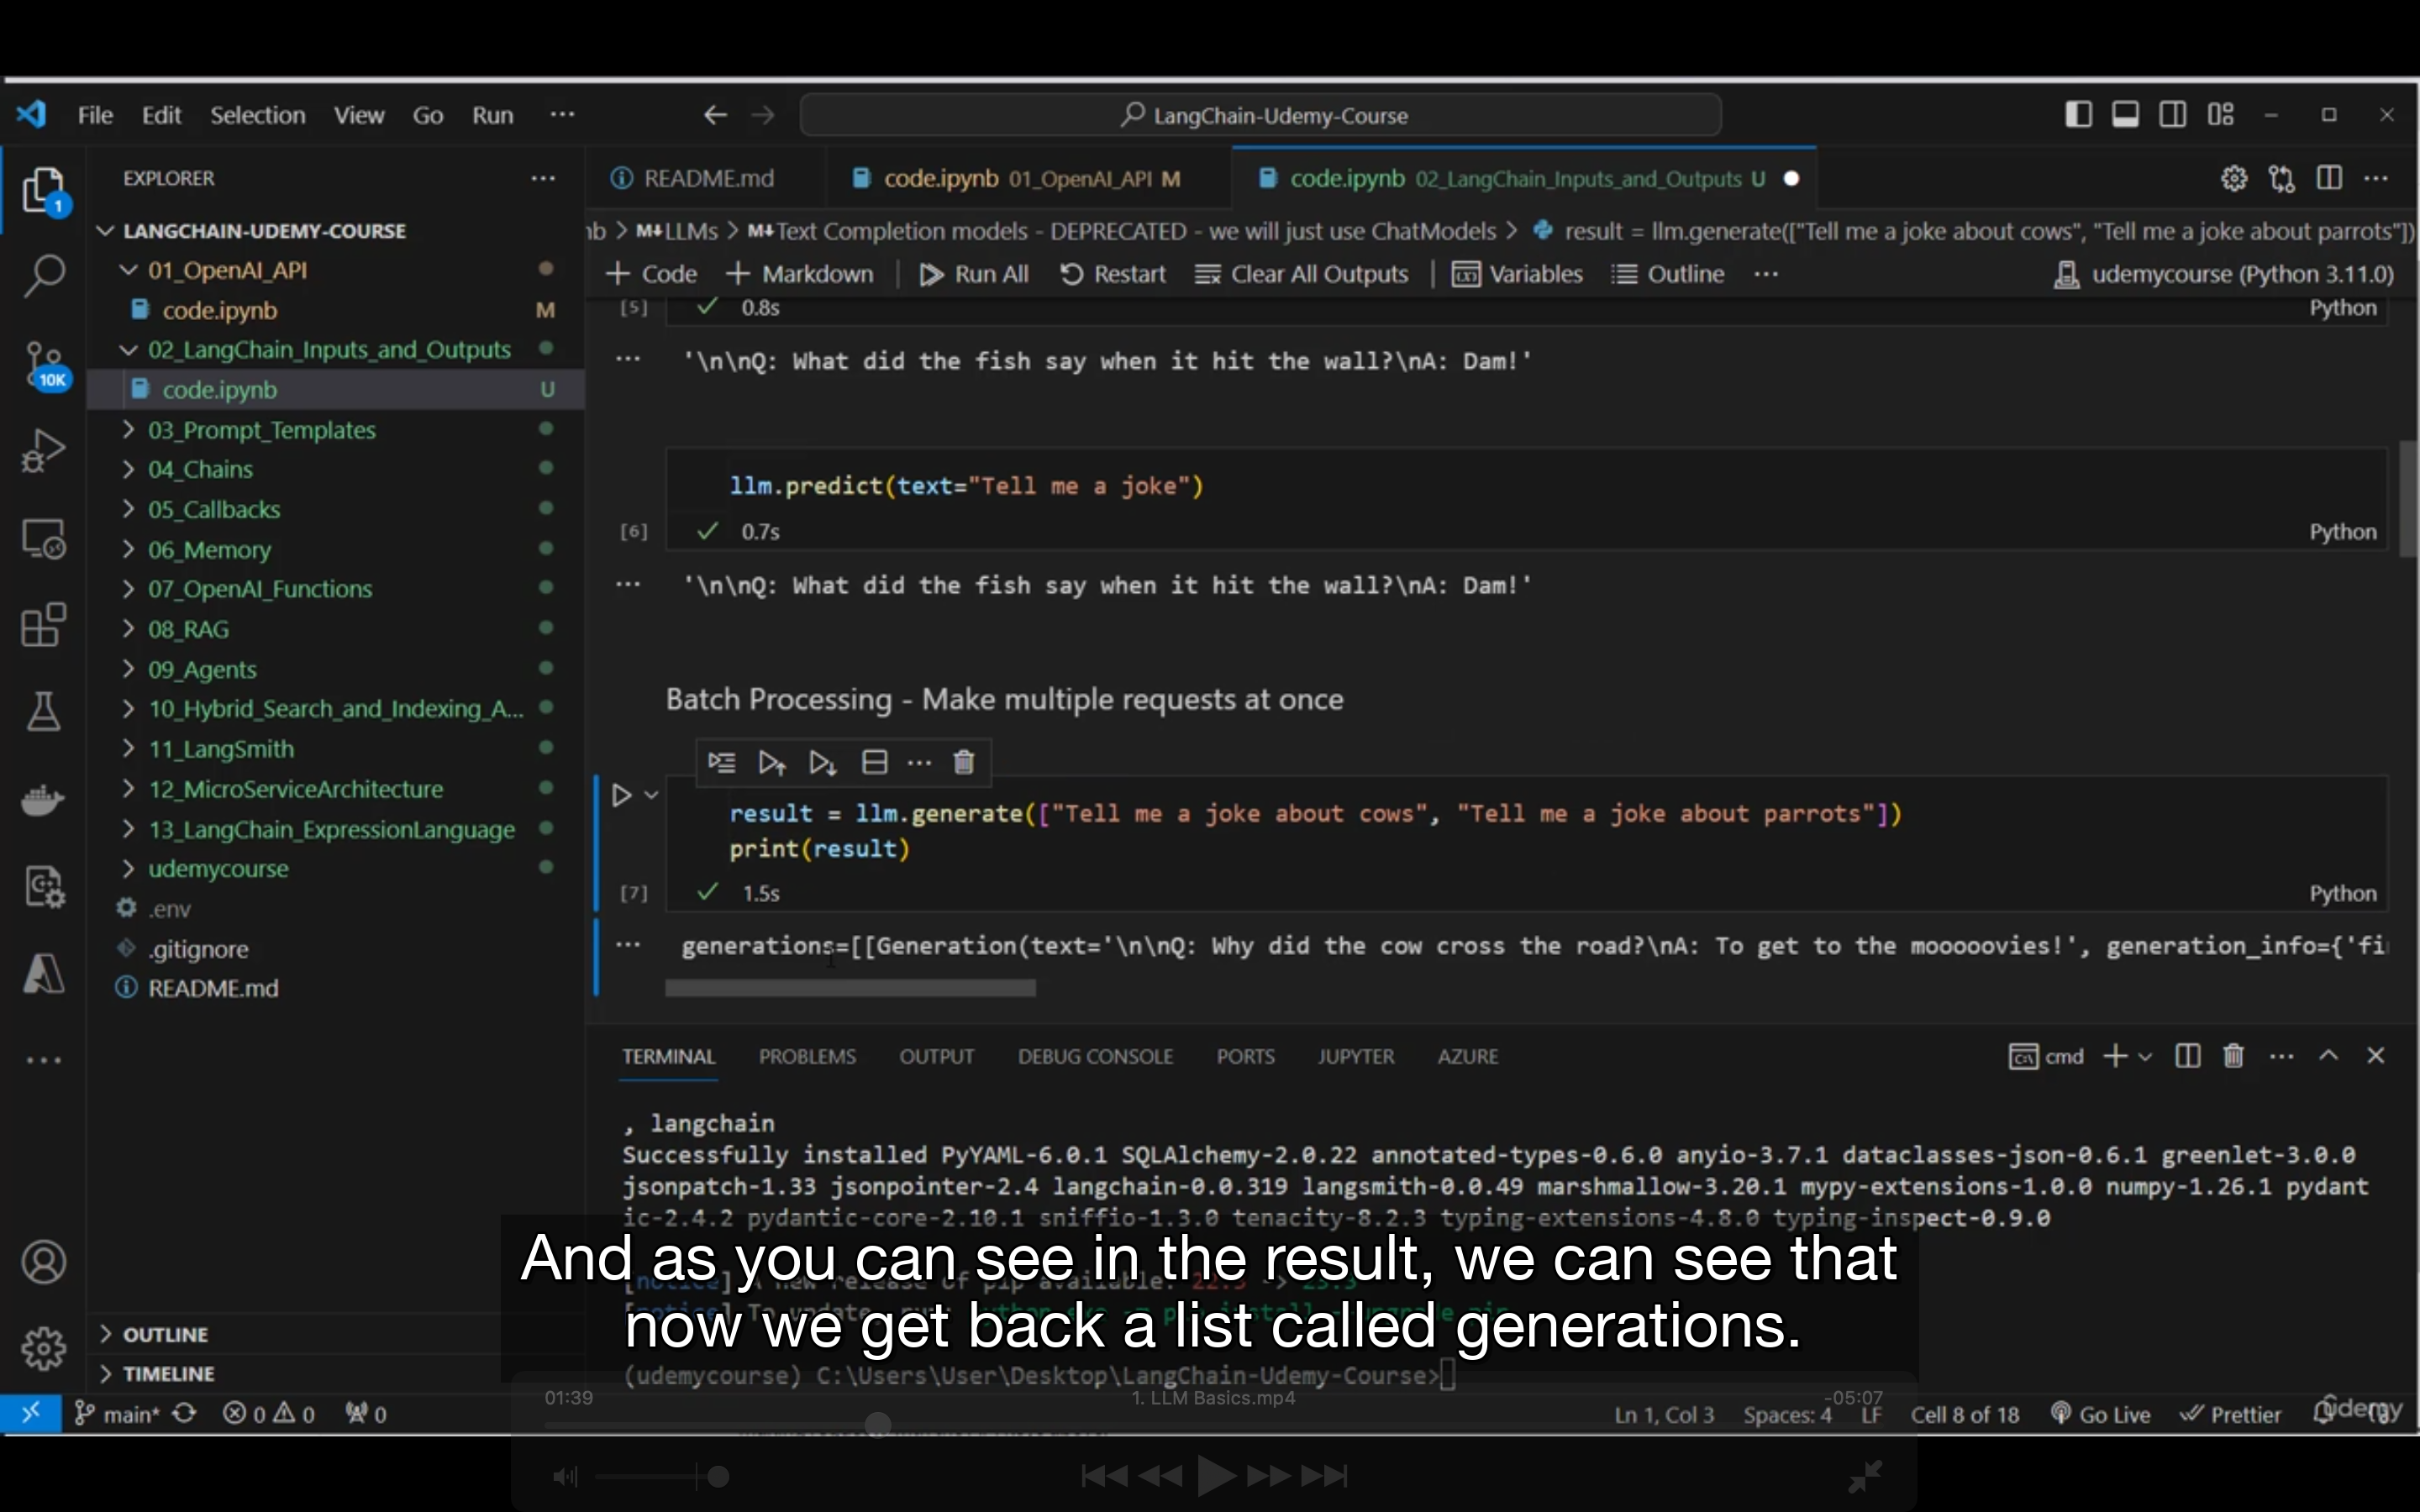 File Edit Selection View Go Run ···
LangChain-Udemy-Course
EXPLORER
README.md
code.ipynb 01_OpenAI_API M
code.ipynb 02_LangChain_Inputs_and_Outputs U
1
10K
LANGCHAIN-UDEMY-COURSE
01_OpenAI_API
code.ipynb M
02_LangChain_Inputs_and_Outputs
code.ipynb U
03_Prompt_Templates
04_Chains
05_Callbacks
06_Memory
07_OpenAI_Functions
08_RAG
09_Agents
10_Hybrid_Search_and_Indexing_A...
11_LangSmith
12_MicroServiceArchitecture
13_LangChain_ExpressionLanguage
udemycourse
.env
.gitignore
README.md
OUTLINE
TIMELINE
nb > M↓LLMs > M↓Text Completion models - DEPRECATED - we will just use ChatModels > result = llm.generate(["Tell me a joke about cows", "Tell me a joke about parrots"])
+ Code + Markdown | Run All Restart Clear All Outputs | Variables Outline ··· udemycourse (Python 3.11.0)
[5] ✓ 0.8s Python
··· '\n\nQ: What did the fish say when it hit the wall?\nA: Dam!'
llm.predict(text="Tell me a joke")
[6] ✓ 0.7s Python
··· '\n\nQ: What did the fish say when it hit the wall?\nA: Dam!'
Batch Processing - Make multiple requests at once
result = llm.generate(["Tell me a joke about cows", "Tell me a joke about parrots"])
print(result)
[7] ✓ 1.5s Python
··· generations=[[Generation(text='\n\nQ: Why did the cow cross the road?\nA: To get to the mooooovies!', generation_info={'fi
TERMINAL PROBLEMS OUTPUT DEBUG CONSOLE PORTS JUPYTER AZURE
cmd
, langchain
Successfully installed PyYAML-6.0.1 SQLAlchemy-2.0.22 annotated-types-0.6.0 anyio-3.7.1 dataclasses-json-0.6.1 greenlet-3.0.0
jsonpatch-1.33 jsonpointer-2.4 langchain-0.0.319 langsmith-0.0.49 marshmallow-3.20.1 mypy-extensions-1.0.0 numpy-1.26.1 pydant
ic-2.4.2 pydantic-core-2.10.1 sniffio-1.3.0 tenacity-8.2.3 typing-extensions-4.8.0 typing-inspect-0.9.0
And as you can see in the result, we can see that
now we get back a list called generations.
(udemycourse) C:\Users\User\Desktop\LangChain-Udemy-Course>
01:39 1. LLM Basics.mp4 -05:07
main* 0 0 0
Ln 1, Col 3 Spaces: 4 LF Cell 8 of 18 Go Live Prettier
udemy